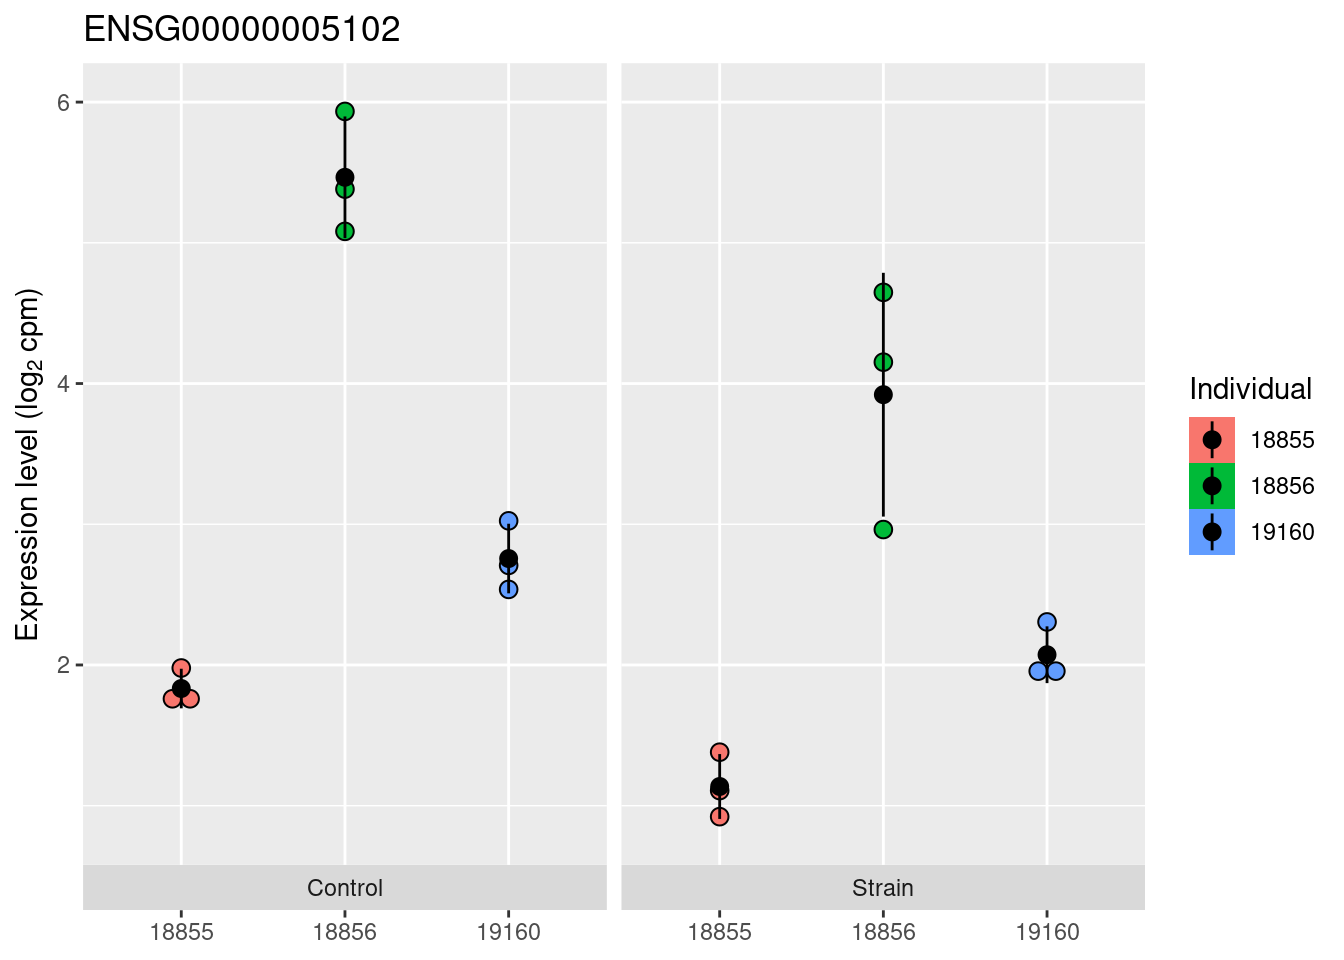 ENSG00000005102
Expression level (log₂ cpm)
6
4
2
Control
Strain
18855
18856
19160
18855
18856
19160
Individual
18855
18856
19160